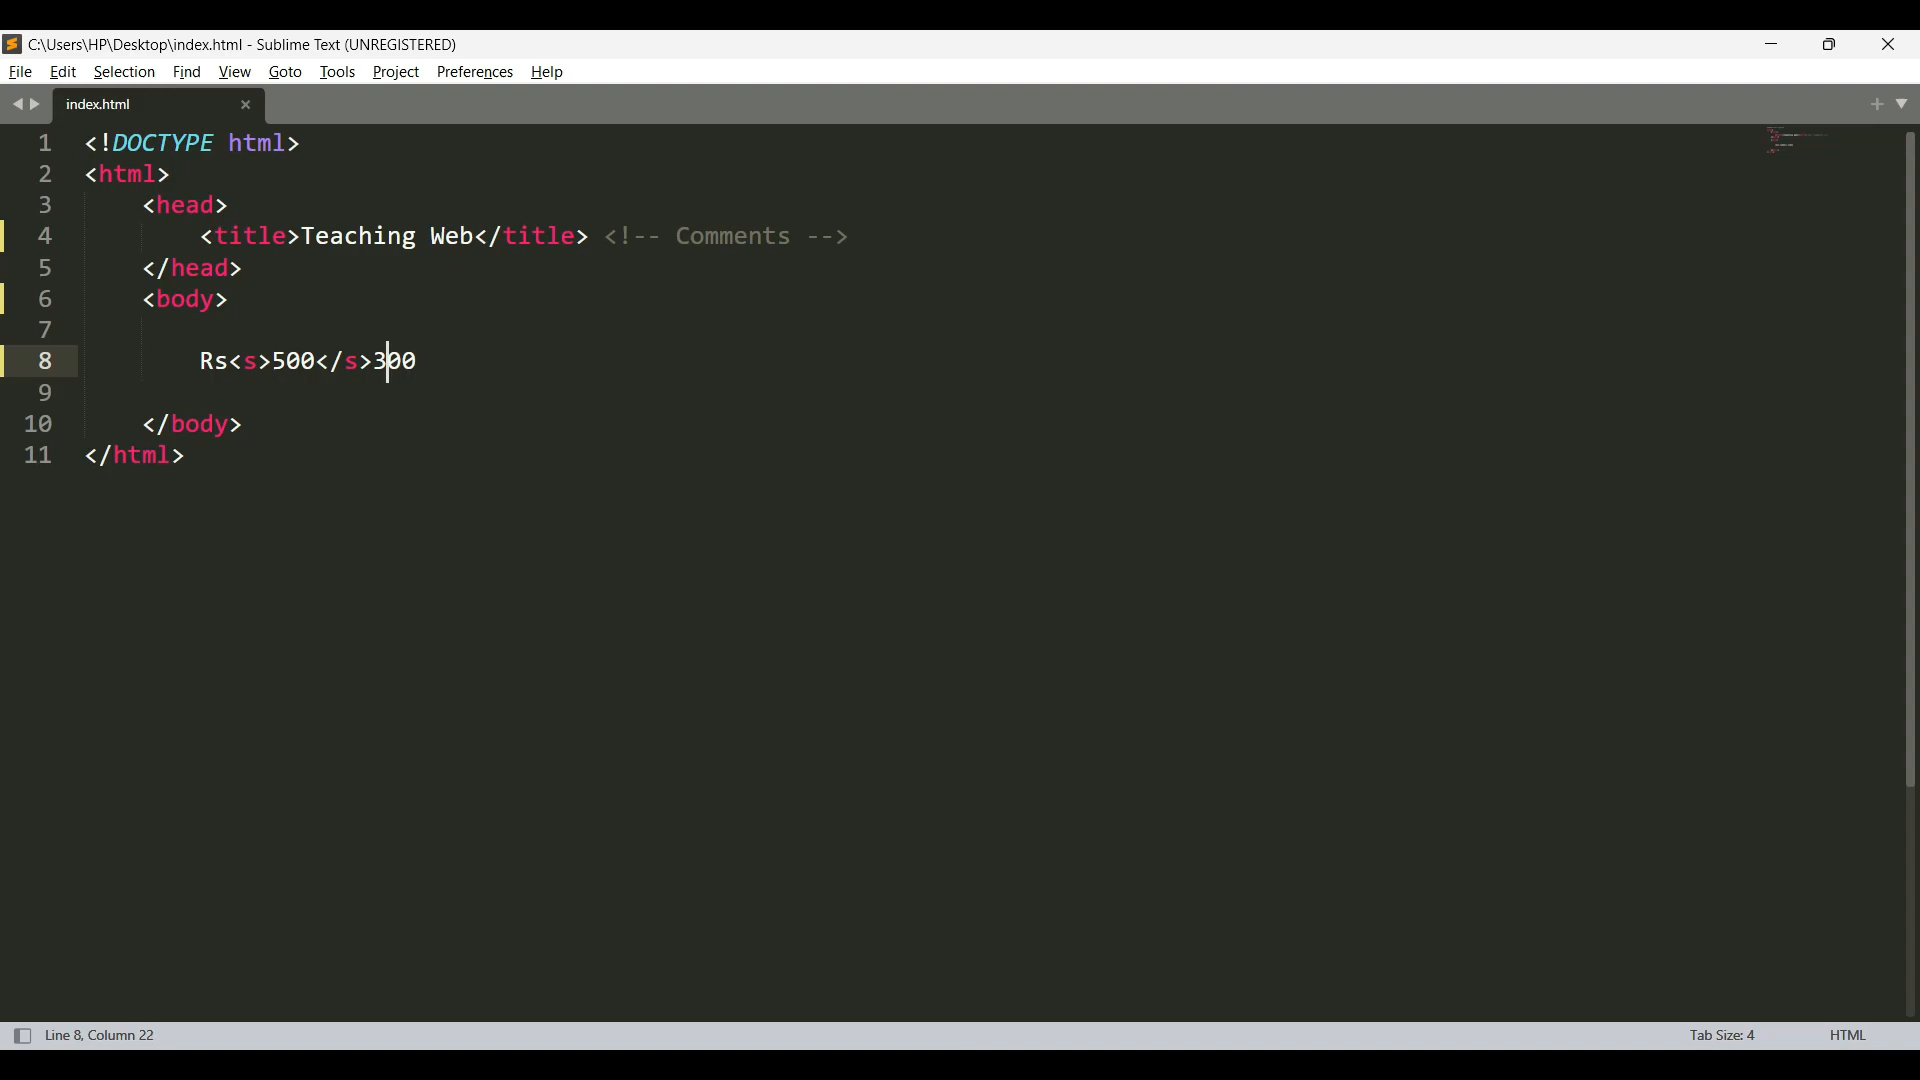 C:\Users\HP\Desktop\index.html - Sublime Text (UNREGISTERED)
File Edit Selection Find View Goto Tools Project Preferences Help
index.html
1 <!DOCTYPE html>
2 <html>
3 <head>
4 <title>Teaching Web</title> <!-- Comments -->
5 </head>
6 <body>
7
8 Rs<s>500</s>300
9
10 </body>
11 </html>
Line 8, Column 22 Tab Size: 4 HTML